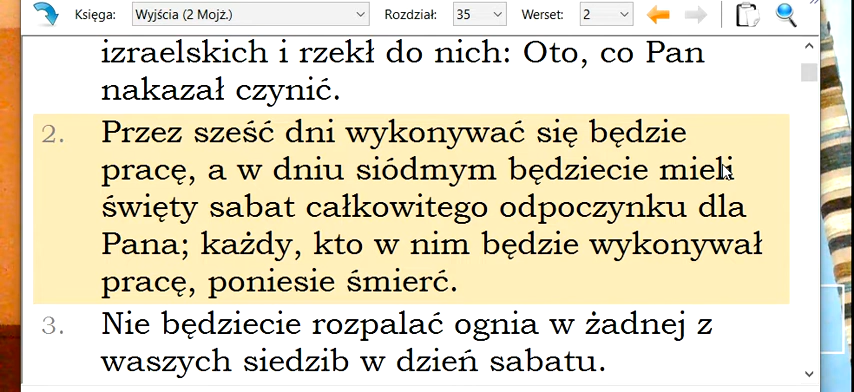 Księga: Wyjścia (2 Mojż.) Rozdział: 35 Werset: 2
izraelskich i rzekł do nich: Oto, co Pan
nakazał czynić.
2. Przez sześć dni wykonywać się będzie
pracę, a w dniu siódmym będziecie mieli
święty sabat całkowitego odpoczynku dla
Pana; każdy, kto w nim będzie wykonywał
pracę, poniesie śmierć.
3. Nie będziecie rozpalać ognia w żadnej z
waszych siedzib w dzień sabatu.